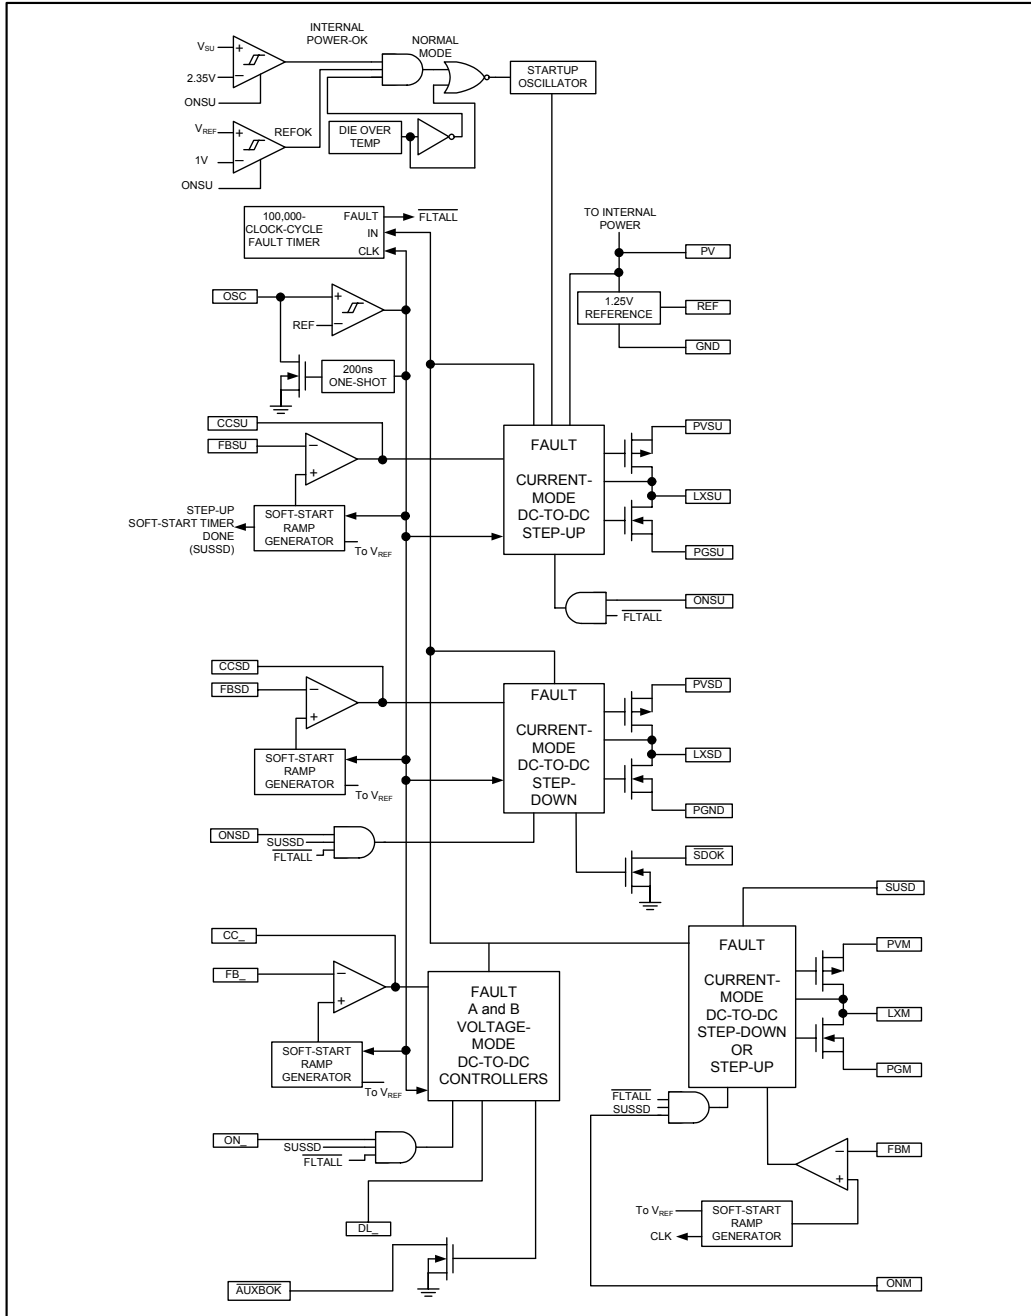 INTERNAL
POWER-OK
NORMAL
MODE
VSU
2.35V
ONSU
STARTUP
OSCILLATOR
VREF
REFOK
1V
ONSU
DIE OVER
TEMP
100,000-
CLOCK-CYCLE
FAULT TIMER
FAULT
IN
CLK
FLTALL
TO INTERNAL
POWER
PV
1.25V
REFERENCE
REF
GND
OSC
REF
200ns
ONE-SHOT
CCSU
FBSU
STEP-UP
SOFT-START TIMER
DONE
(SUSSD)
SOFT-START
RAMP
GENERATOR
To VREF
FAULT
CURRENT-
MODE
DC-TO-DC
STEP-UP
PVSU
LXSU
PGSU
ONSU
FLTALL
CCSD
FBSD
SOFT-START
RAMP
GENERATOR
To VREF
FAULT
CURRENT-
MODE
DC-TO-DC
STEP-
DOWN
PVSD
LXSD
PGND
ONSD
SUSSD
FLTALL
SDOK
SUSD
CC_
FB_
SOFT-START
RAMP
GENERATOR
To VREF
FAULT
A and B
VOLTAGE-
MODE
DC-TO-DC
CONTROLLERS
FAULT
CURRENT-
MODE
DC-TO-DC
STEP-DOWN
OR
STEP-UP
PVM
LXM
PGM
FLTALL
SUSSD
ON_
SUSSD
FLTALL
FBM
DL_
To VREF
CLK
SOFT-START
RAMP
GENERATOR
AUXBOK
ONM